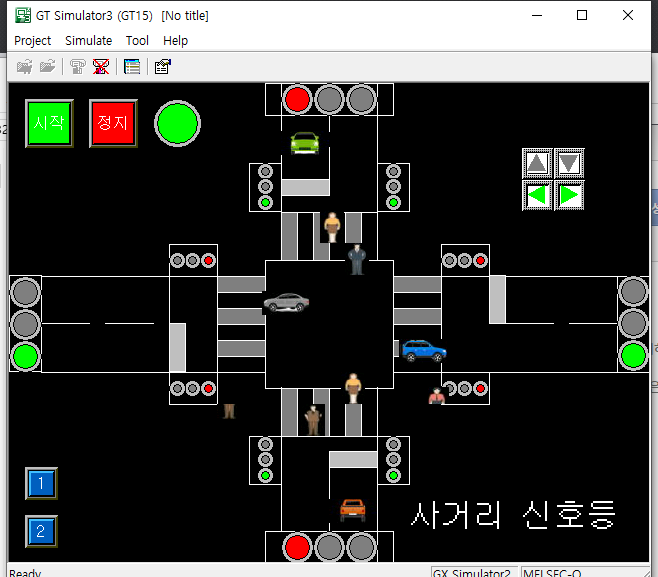 GT Simulator3 (GT15) [No title]
Project Simulate Tool Help
시작 정지
1
2
사거리 신호등
Ready GX Simulator2 MELSEC-Q